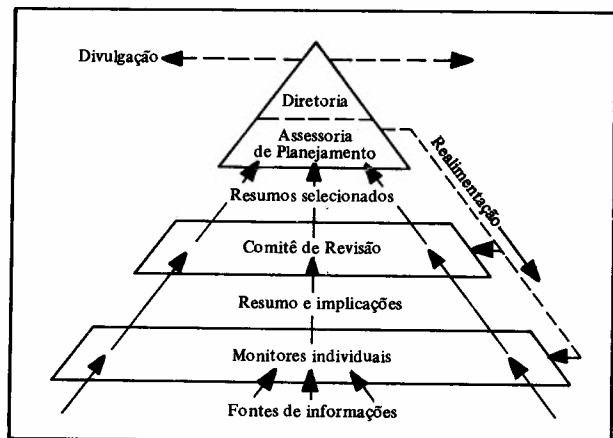 Divulgação
Diretoria
Assessoria
de Planejamento
Realimentação
Resumos selecionados
Comitê de Revisão
Resumo e implicações
Monitores individuais
Fontes de informações